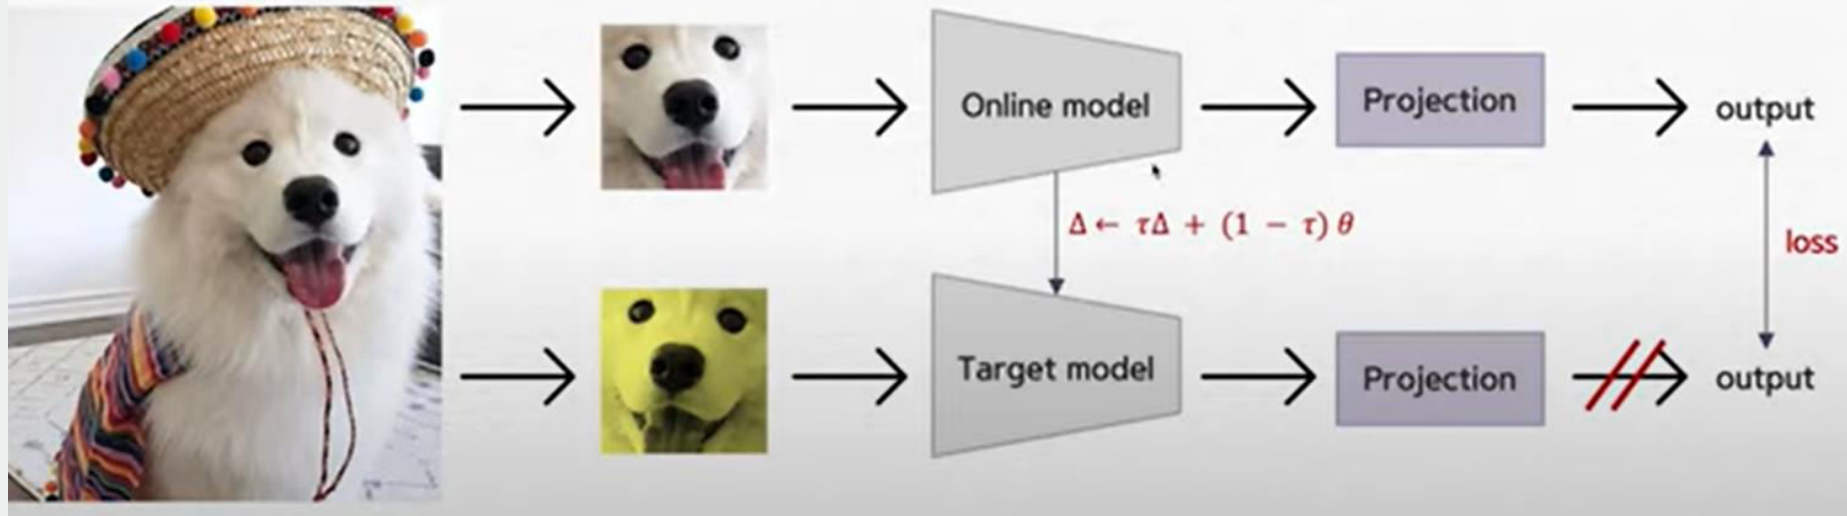 Online model
Projection
output
Δ ← τΔ + (1 − τ) θ
loss
Target model
Projection
output